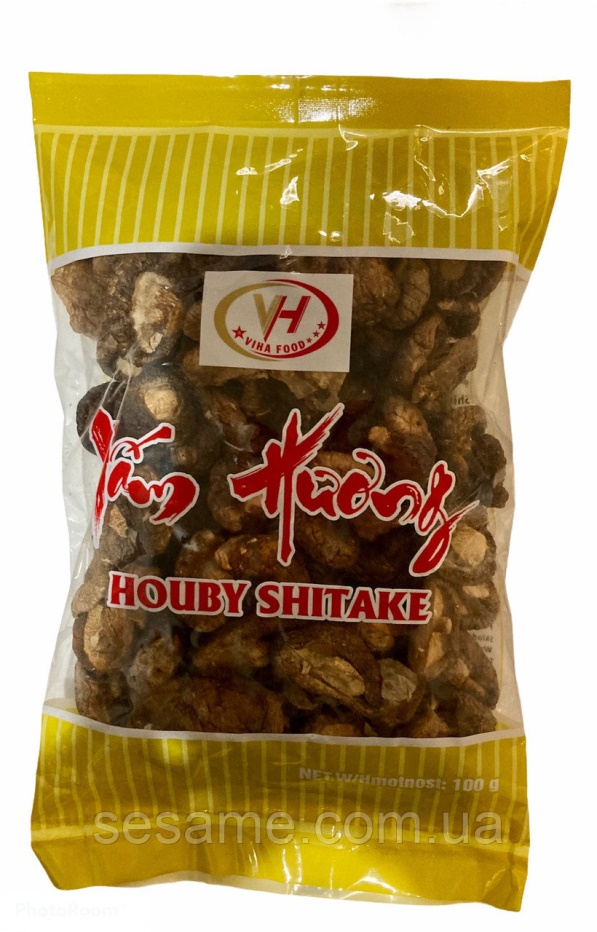 VH
VIHA FOOD
Nấm Hương
HOUBY SHITAKE
NET.W/Hmotnost: 100 g
sesame.com.ua
PhotoRoom